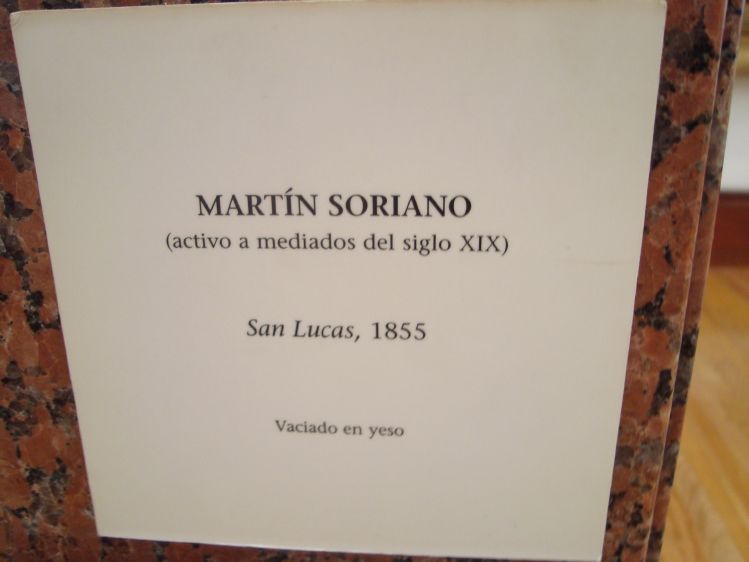 MARTÍN SORIANO
(activo a mediados del siglo XIX)
San Lucas, 1855
Vaciado en yeso